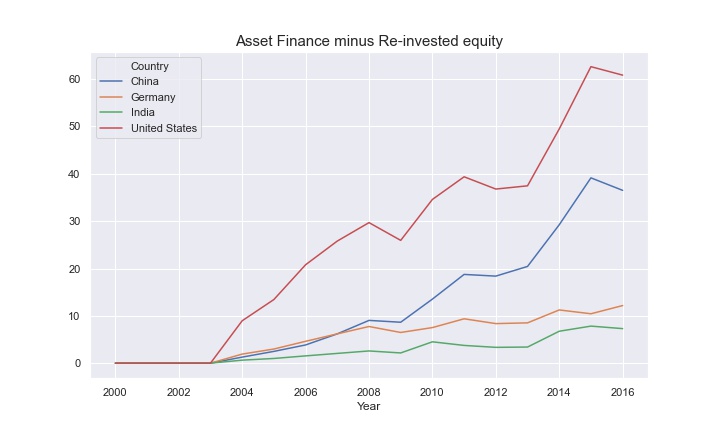 Asset Finance minus Re-invested equity
Country
China
Germany
India
United States
60
50
40
30
20
10
0
2000 2002 2004 2006 2008 2010 2012 2014 2016
Year